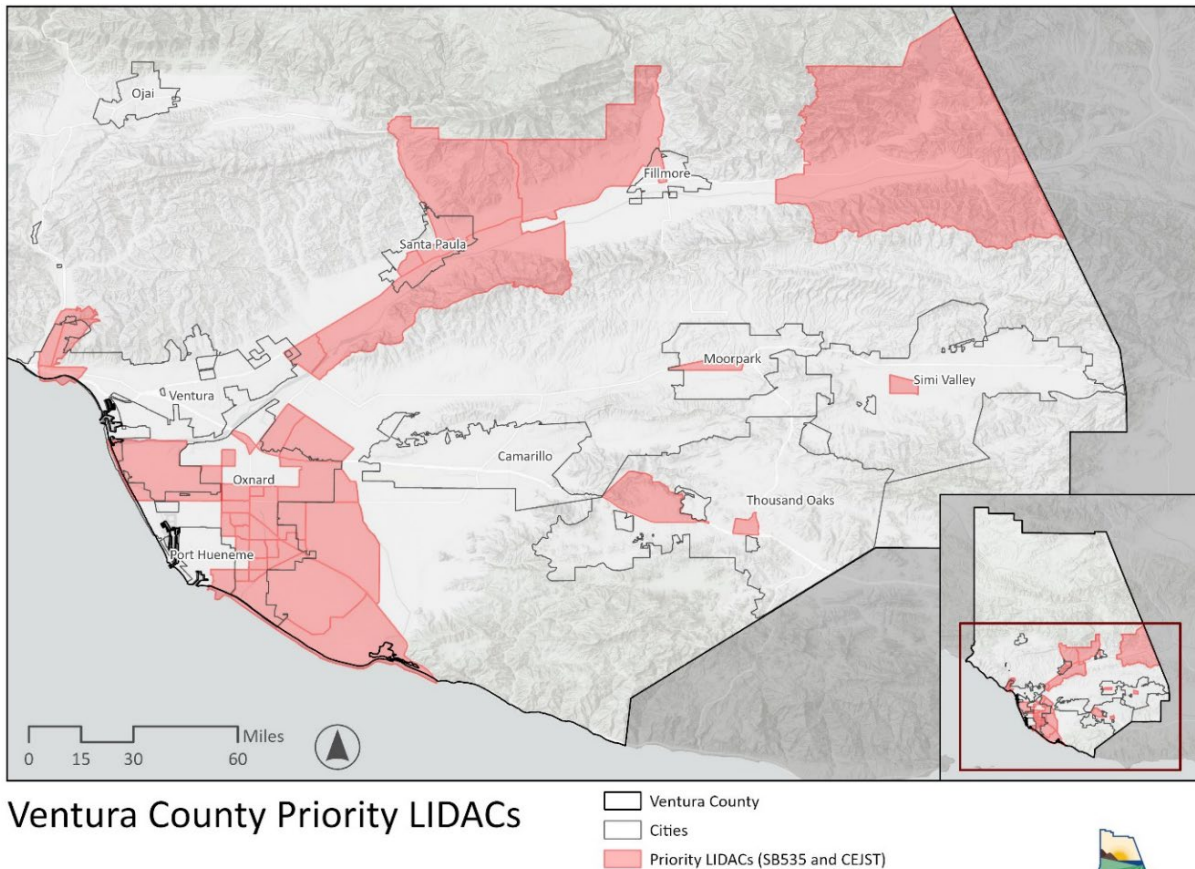 Ojai
Fillmore
Santa Paula
Moorpark
Simi Valley
Ventura
Camarillo
Oxnard
Thousand Oaks
Port Hueneme
Miles
0 15 30 60
Ventura County Priority LIDACs
Ventura County
Cities
Priority LIDACs (SB535 and CEJST)